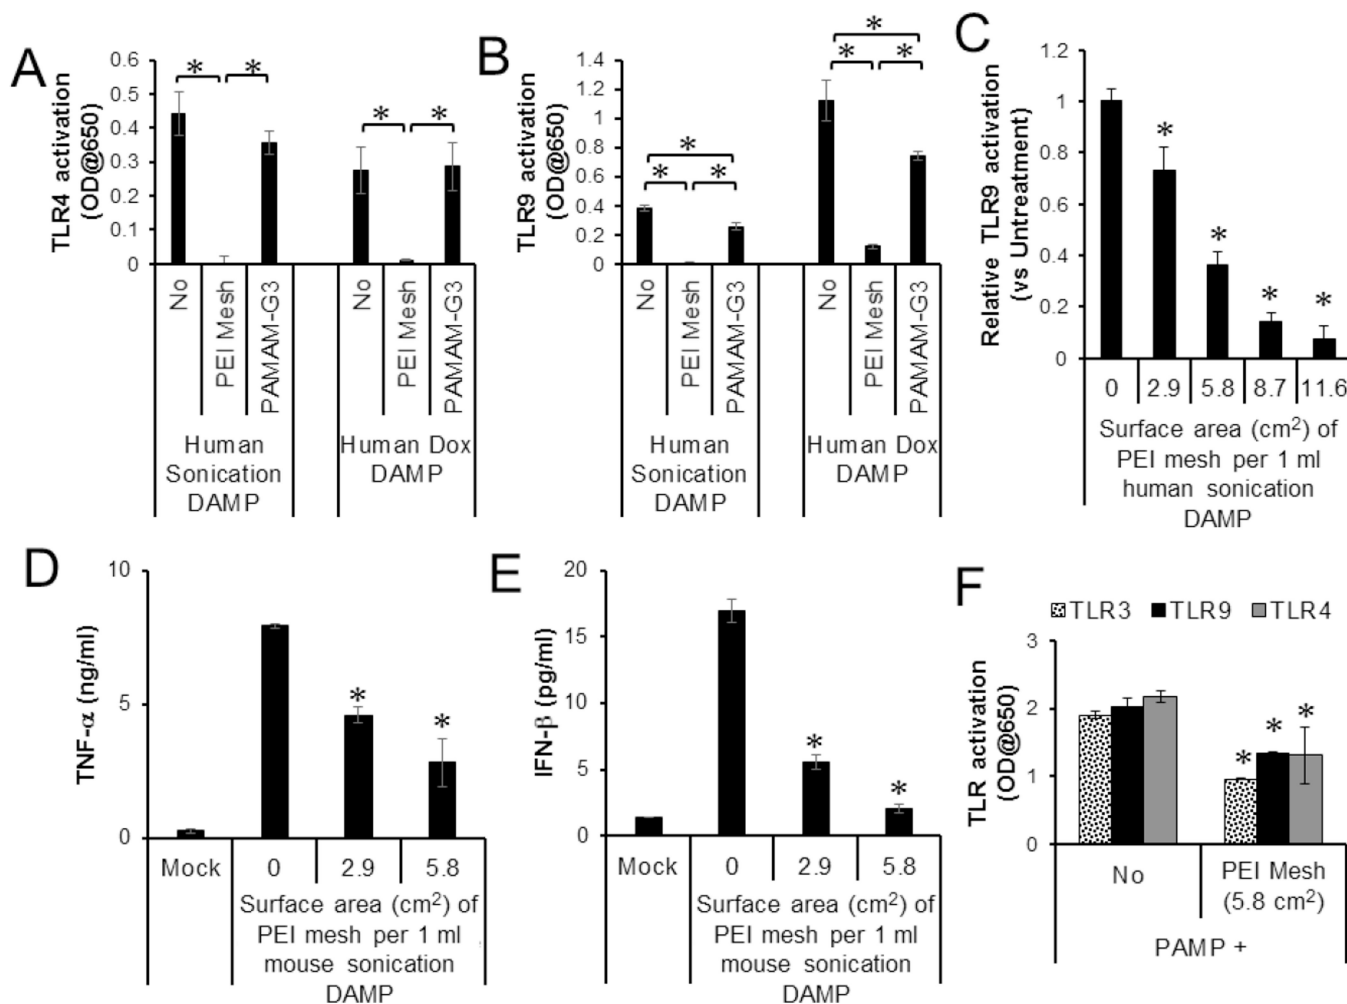 A
TLR4 activation
(OD@650)
0.6
0.5
0.4
0.3
0.2
0.1
0
* *
* *
No
PEI Mesh
PAMAM-G3
No
PEI Mesh
PAMAM-G3
Human
Sonication
DAMP
Human Dox
DAMP
B
TLR9 activation
(OD@650)
1.4
1.2
1
0.8
0.6
0.4
0.2
0
*
* *
*
* *
No
PEI Mesh
PAMAM-G3
No
PEI Mesh
PAMAM-G3
Human
Sonication
DAMP
Human Dox
DAMP
C
Relative TLR9 activation
(vs Untreatment)
1.2
1
0.8
0.6
0.4
0.2
0
*
*
*
*
0 2.9 5.8 8.7 11.6
Surface area (cm²) of
PEI mesh per 1 ml
human sonication
DAMP
D
TNF-α (ng/ml)
10
5
0
*
*
Mock 0 2.9 5.8
Surface area (cm²) of
PEI mesh per 1 ml
mouse sonication
DAMP
E
IFN-β (pg/ml)
20
15
10
5
0
*
*
Mock 0 2.9 5.8
Surface area (cm²) of
PEI mesh per 1 ml
mouse sonication
DAMP
F
TLR3 TLR9 TLR4
TLR activation
(OD@650)
3
2
1
0
* * *
No
PEI Mesh
(5.8 cm²)
PAMP +